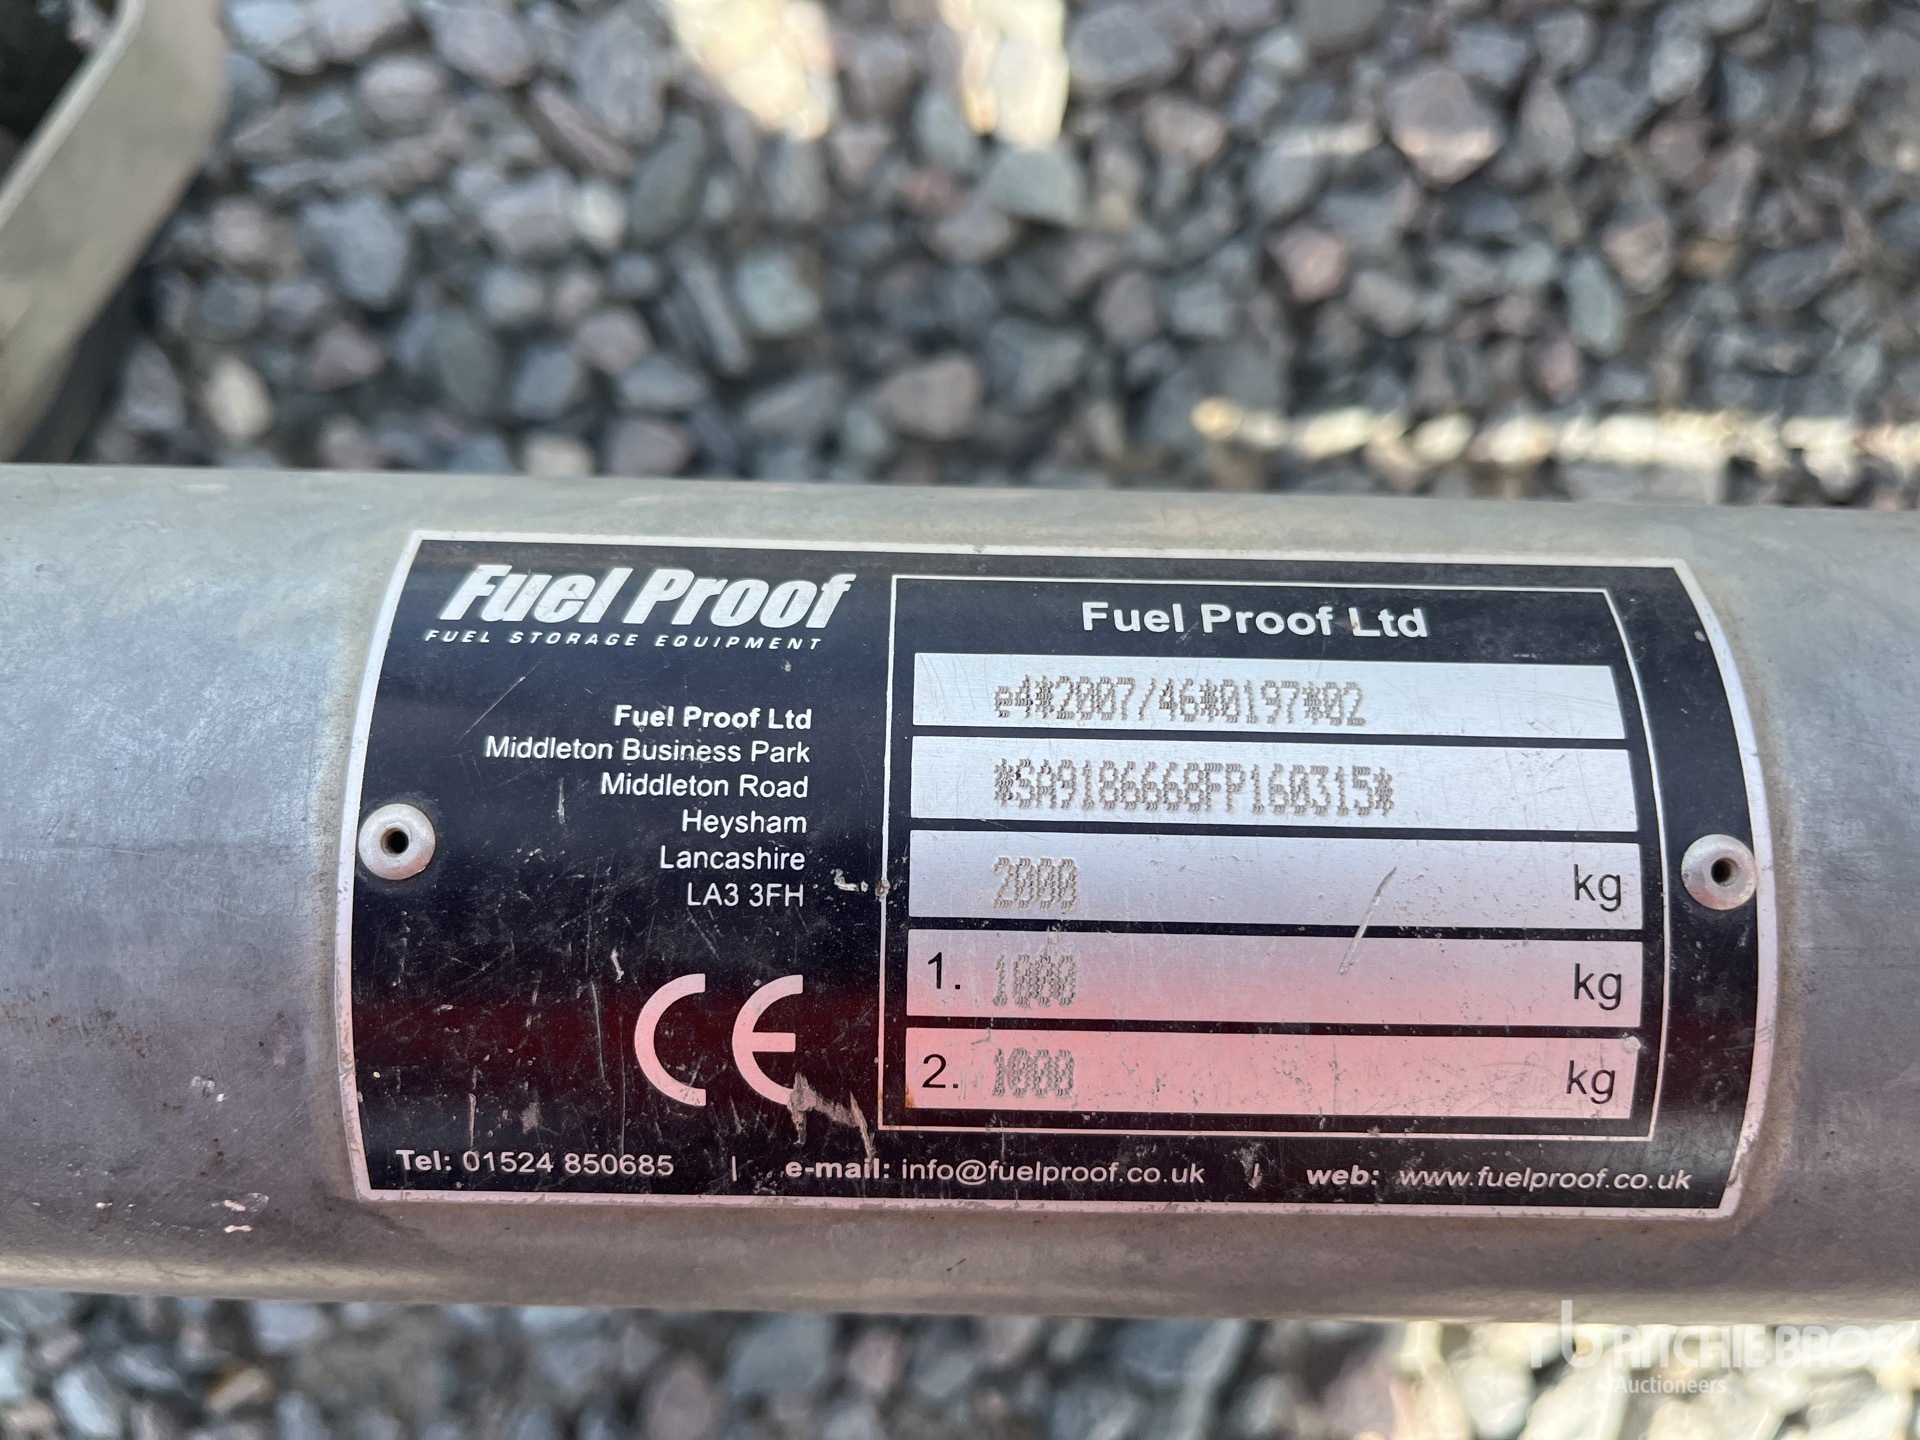 Fuel Proof
FUEL STORAGE EQUIPMENT
Fuel Proof Ltd
Middleton Business Park
Middleton Road
Heysham
Lancashire
LA3 3FH
CE
Fuel Proof Ltd
e4*2007/46*0197*02
*SA9186668FP160315*
2000 kg
1. 1000 kg
2. 1000 kg
Tel: 01524 850685 | e-mail: info@fuelproof.co.uk | web: www.fuelproof.co.uk
rb RITCHIE BROS
Auctioneers